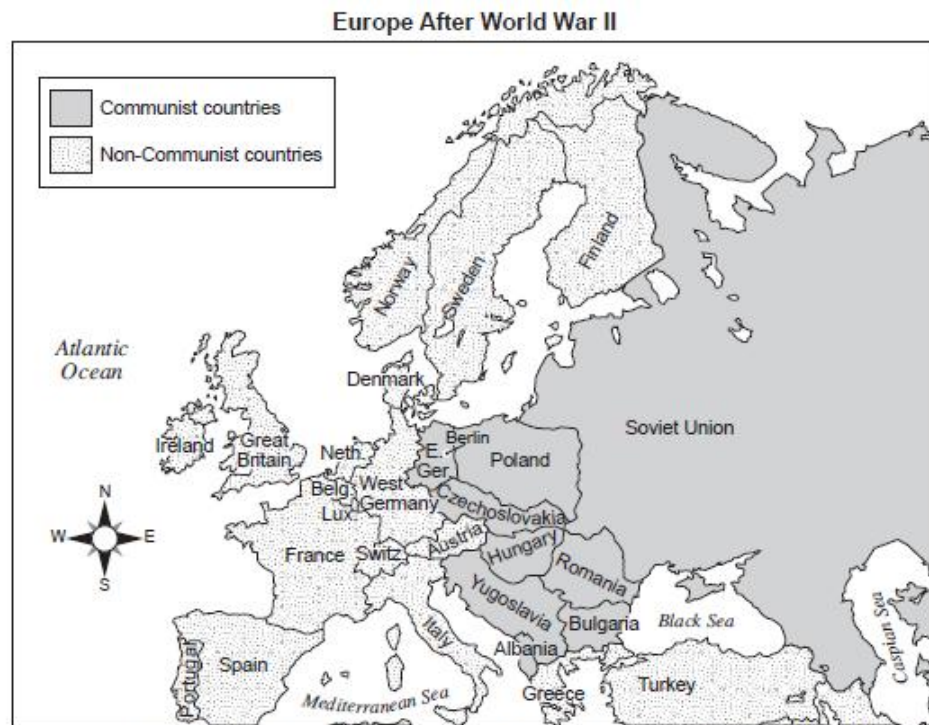 Europe After World War II
Communist countries
Non-Communist countries
Norway
Sweden
Finland
Atlantic
Ocean
Denmark
Soviet Union
Ireland
Great
Britain
Neth.
Berlin
E.
Ger.
Poland
Belg.
West
Germany
Lux.
Czechoslovakia
N
W
E
S
France
Switz.
Austria
Hungary
Romania
Yugoslavia
Italy
Bulgaria
Black Sea
Caspian Sea
Albania
Portugal
Spain
Mediterranean Sea
Greece
Turkey